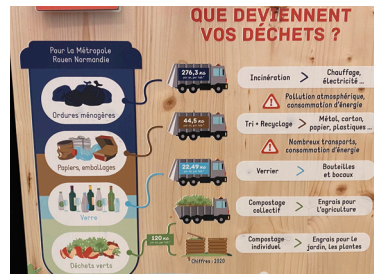 QUE DEVIENNENT
VOS DÉCHETS ?
Pour la Métropole
Rouen Normandie
Ordures ménagères
276,3 KG
Incinération > Chauffage,
électricité ...
Pollution atmosphérique,
consommation d'énergie
Papiers, emballages
44,5 KG
Tri + Recyclage > Métal, carton,
papier, plastiques ...
Nombreux transports,
consommation d'énergie
Verre
22,49 KG
Verrier > Bouteilles
et bocaux
Déchets verts
120 KG
Compostage
collectif > Engrais pour
l'agriculture
Compostage
individuel > Engrais pour le
jardin, les plantes
Chiffres : 2020